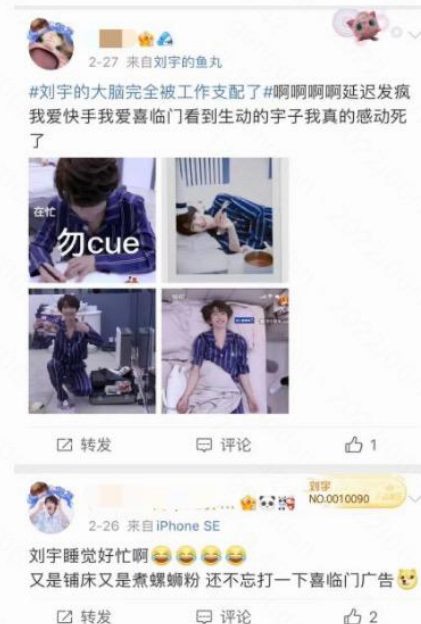 2-27 来自刘宇的鱼丸
#刘宇的大脑完全被工作支配了#啊啊啊啊延迟发疯
我爱快手我爱喜临门看到生动的宇子我真的感动死
了
在忙
勿cue
转发
评论
1
刘宇
NO.0010090
2-26 来自iPhone SE
刘宇睡觉好忙啊😂😂😂😂
又是铺床又是煮螺蛳粉 还不忘打一下喜临门广告
转发
评论
2